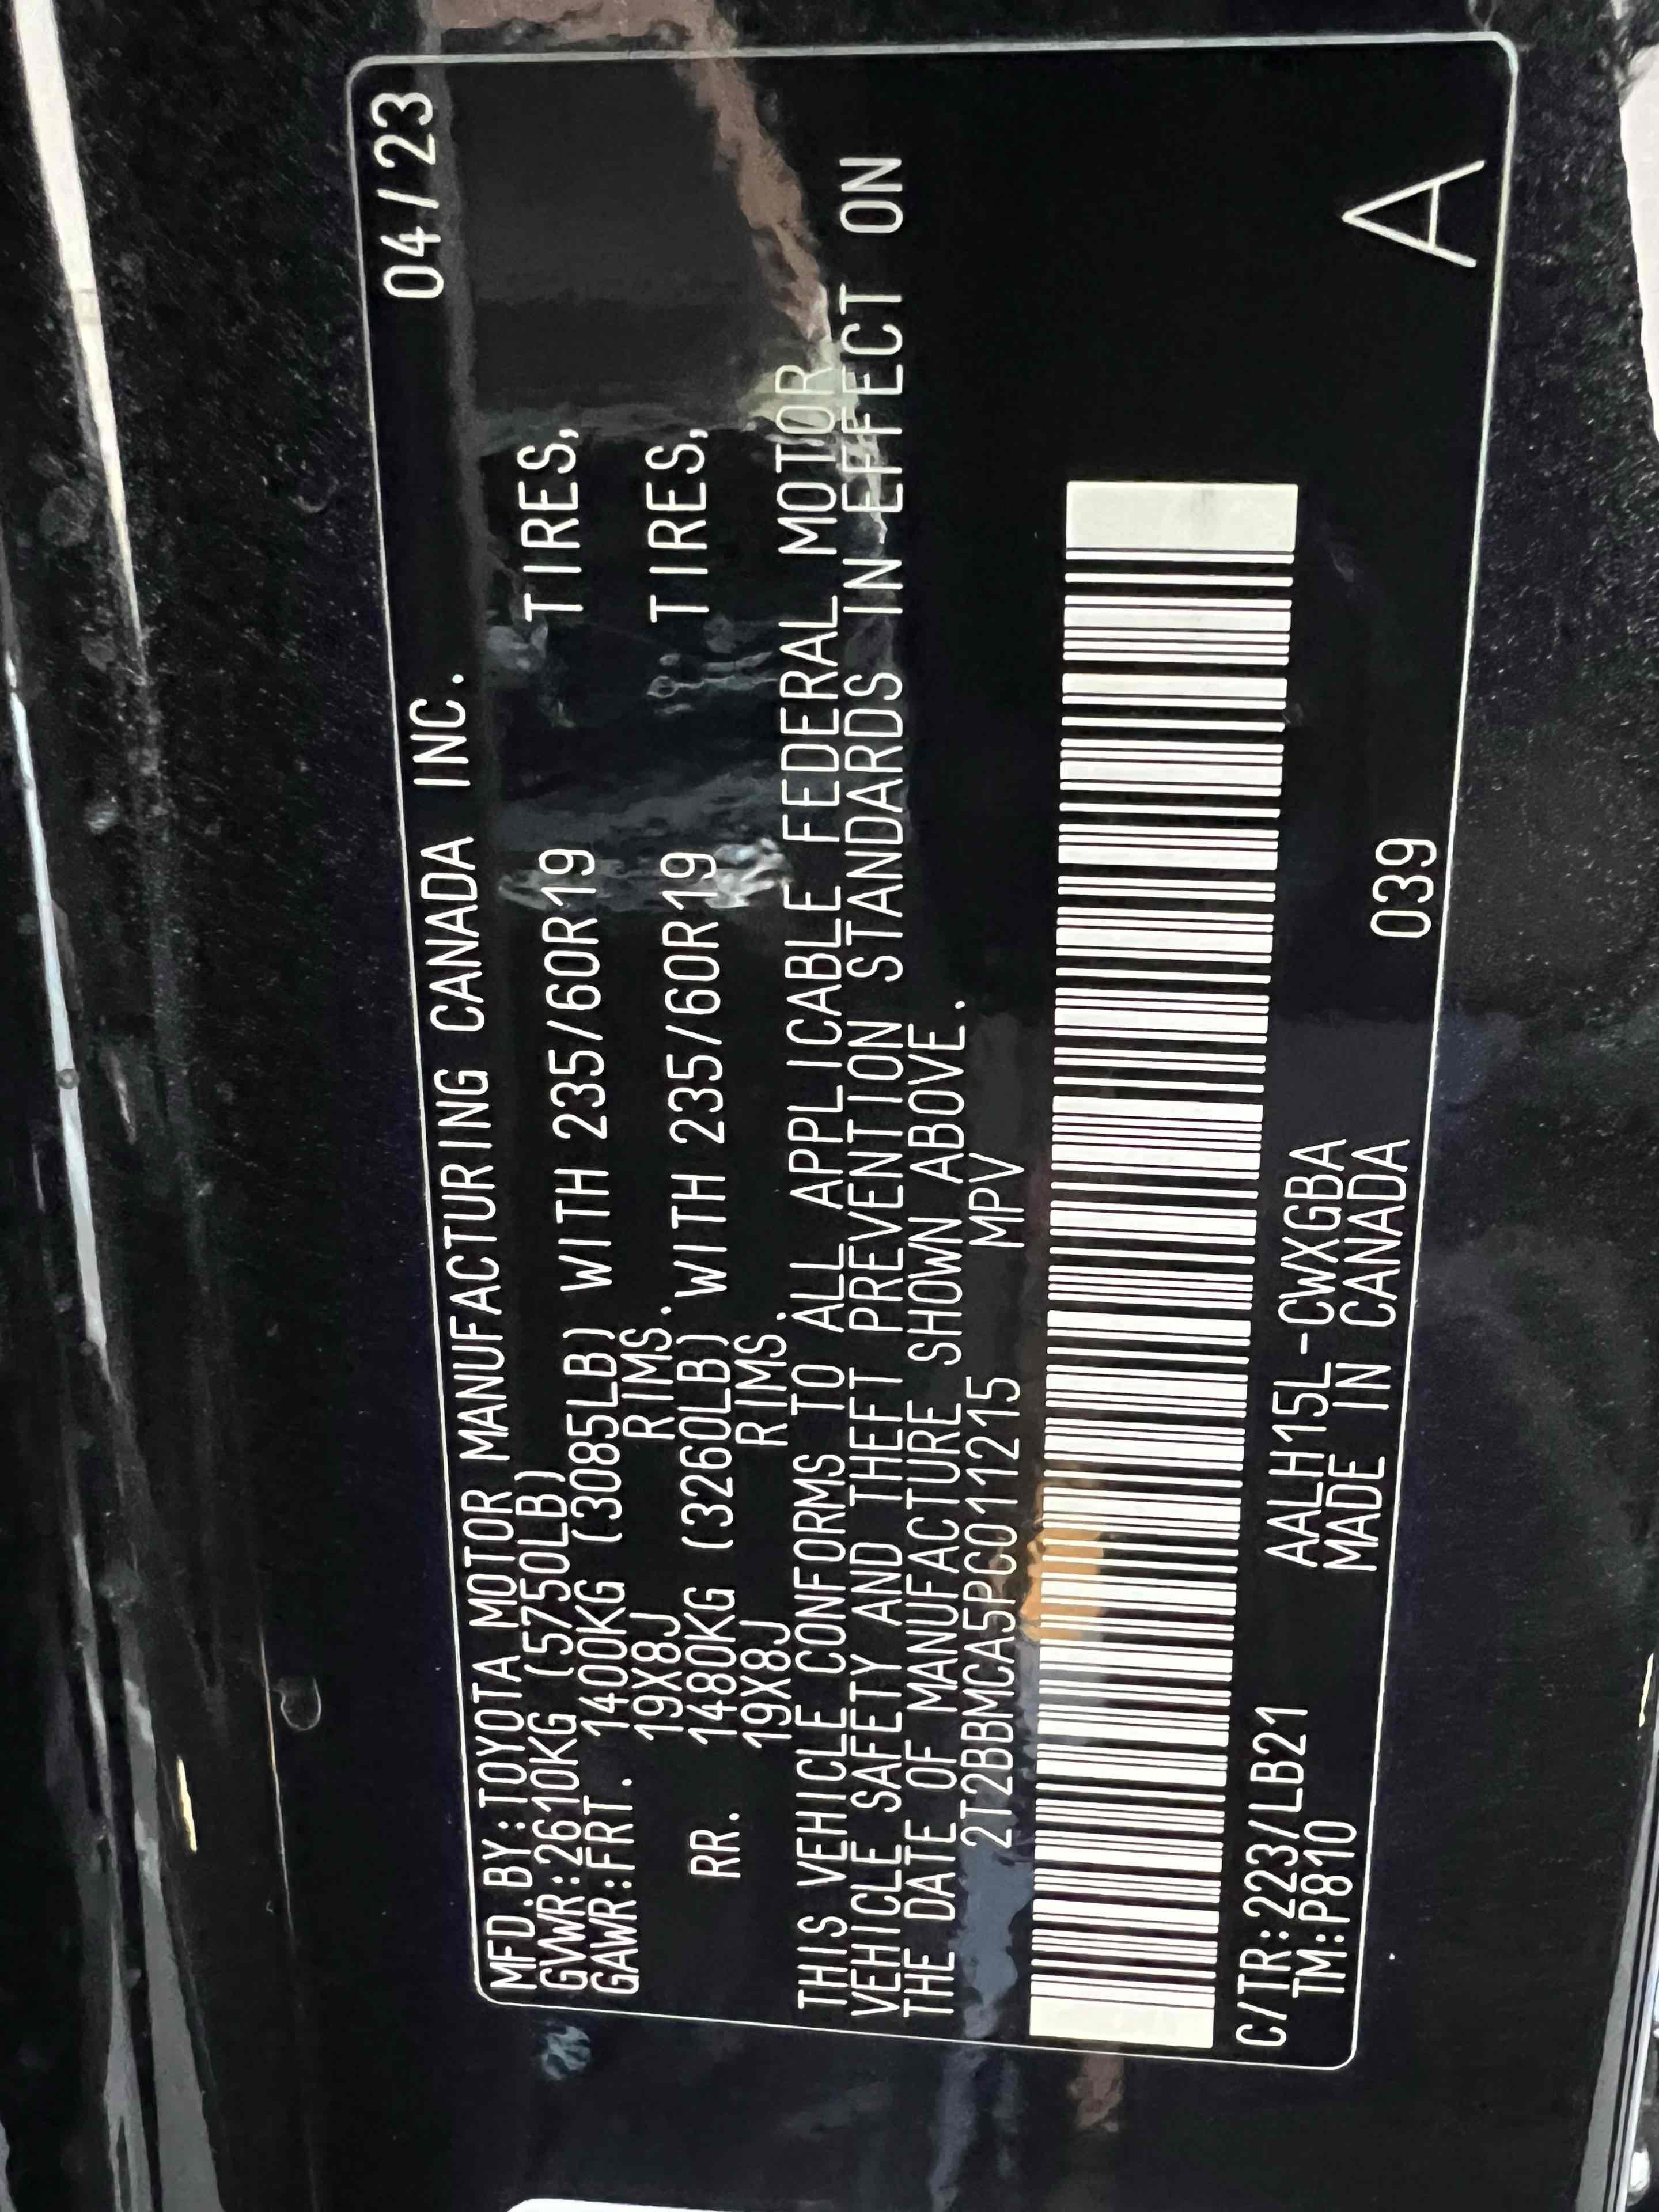 MFD.BY:TOYOTA MOTOR MANUFACTURING CANADA INC. 04/23
GVWR:2610KG (5750LB)
GAWR:FRT. 1400KG (3085LB) WITH 235/60R19 TIRES,
19X8J RIMS.
RR. 1480KG (3260LB) WITH 235/60R19 TIRES,
19X8J RIMS.
THIS VEHICLE CONFORMS TO ALL APPLICABLE FEDERAL MOTOR
VEHICLE SAFETY AND THEFT PREVENTION STANDARDS IN EFFECT ON
THE DATE OF MANUFACTURE SHOWN ABOVE.
2T2BBMCA5PC011215 MPV
C/TR:223/LB21 AALH15L-CWXGBA
TM:P810 MADE IN CANADA 039
A